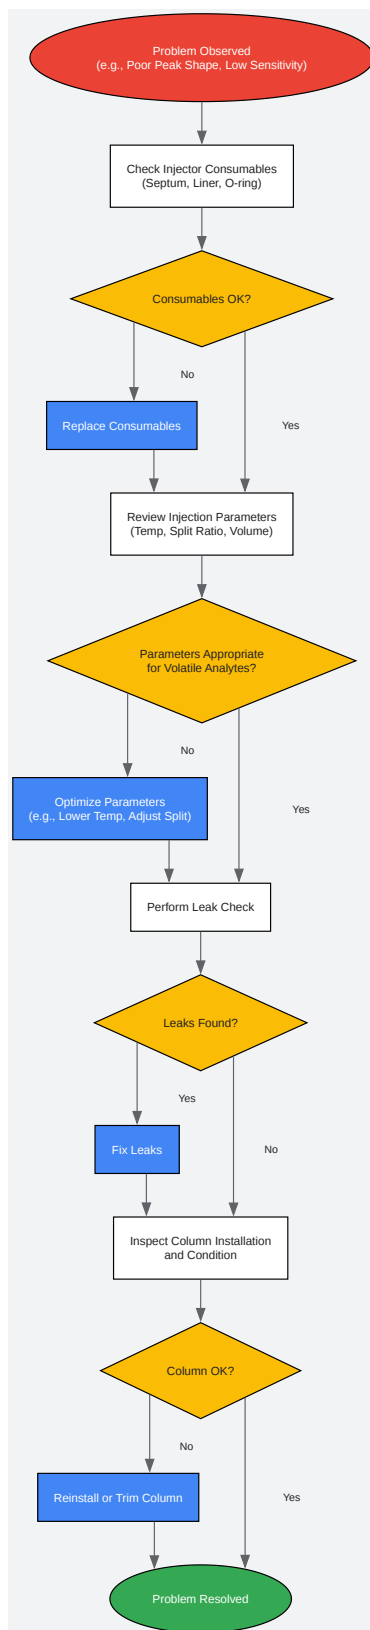 Problem Observed
(e.g., Poor Peak Shape, Low Sensitivity)
Check Injector Consumables
(Septum, Liner, O-ring)
Consumables OK?
No
Yes
Replace Consumables
Review Injection Parameters
(Temp, Split Ratio, Volume)
Parameters Appropriate
for Volatile Analytes?
No
Yes
Optimize Parameters
(e.g., Lower Temp, Adjust Split)
Perform Leak Check
Leaks Found?
Yes
No
Fix Leaks
Inspect Column Installation
and Condition
Column OK?
No
Yes
Reinstall or Trim Column
Problem Resolved